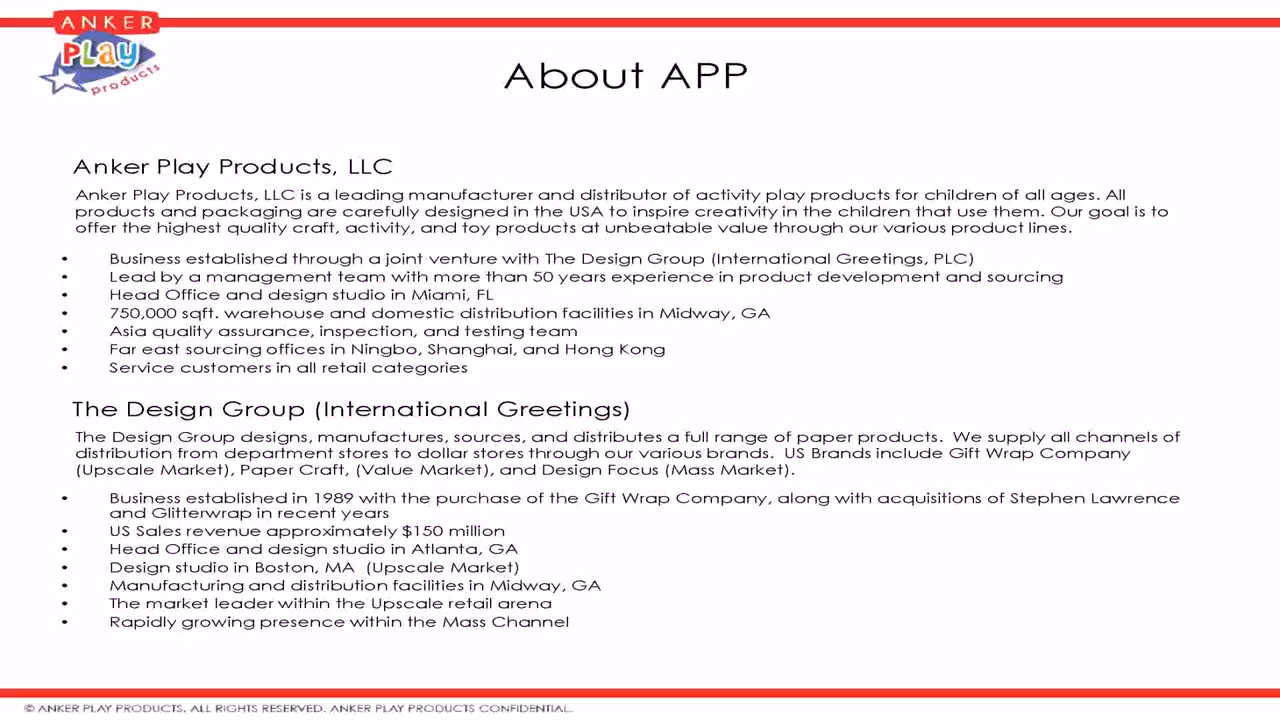 ANKER
PLAY
products
About APP
Anker Play Products, LLC
Anker Play Products, LLC is a leading manufacturer and distributor of activity play products for children of all ages. All
products and packaging are carefully designed in the USA to inspire creativity in the children that use them. Our goal is to
offer the highest quality craft, activity, and toy products at unbeatable value through our various product lines.
• Business established through a joint venture with The Design Group (International Greetings, PLC)
• Lead by a management team with more than 50 years experience in product development and sourcing
• Head Office and design studio in Miami, FL
• 750,000 sqft. warehouse and domestic distribution facilities in Midway, GA
• Asia quality assurance, inspection, and testing team
• Far east sourcing offices in Ningbo, Shanghai, and Hong Kong
• Service customers in all retail categories
The Design Group (International Greetings)
The Design Group designs, manufactures, sources, and distributes a full range of paper products. We supply all channels of
distribution from department stores to dollar stores through our various brands. US Brands include Gift Wrap Company
(Upscale Market), Paper Craft, (Value Market), and Design Focus (Mass Market).
• Business established in 1989 with the purchase of the Gift Wrap Company, along with acquisitions of Stephen Lawrence
and Glitterwrap in recent years
• US Sales revenue approximately $150 million
• Head Office and design studio in Atlanta, GA
• Design studio in Boston, MA (Upscale Market)
• Manufacturing and distribution facilities in Midway, GA
• The market leader within the Upscale retail arena
• Rapidly growing presence within the Mass Channel
© ANKER PLAY PRODUCTS, ALL RIGHTS RESERVED. ANKER PLAY PRODUCTS CONFIDENTIAL.